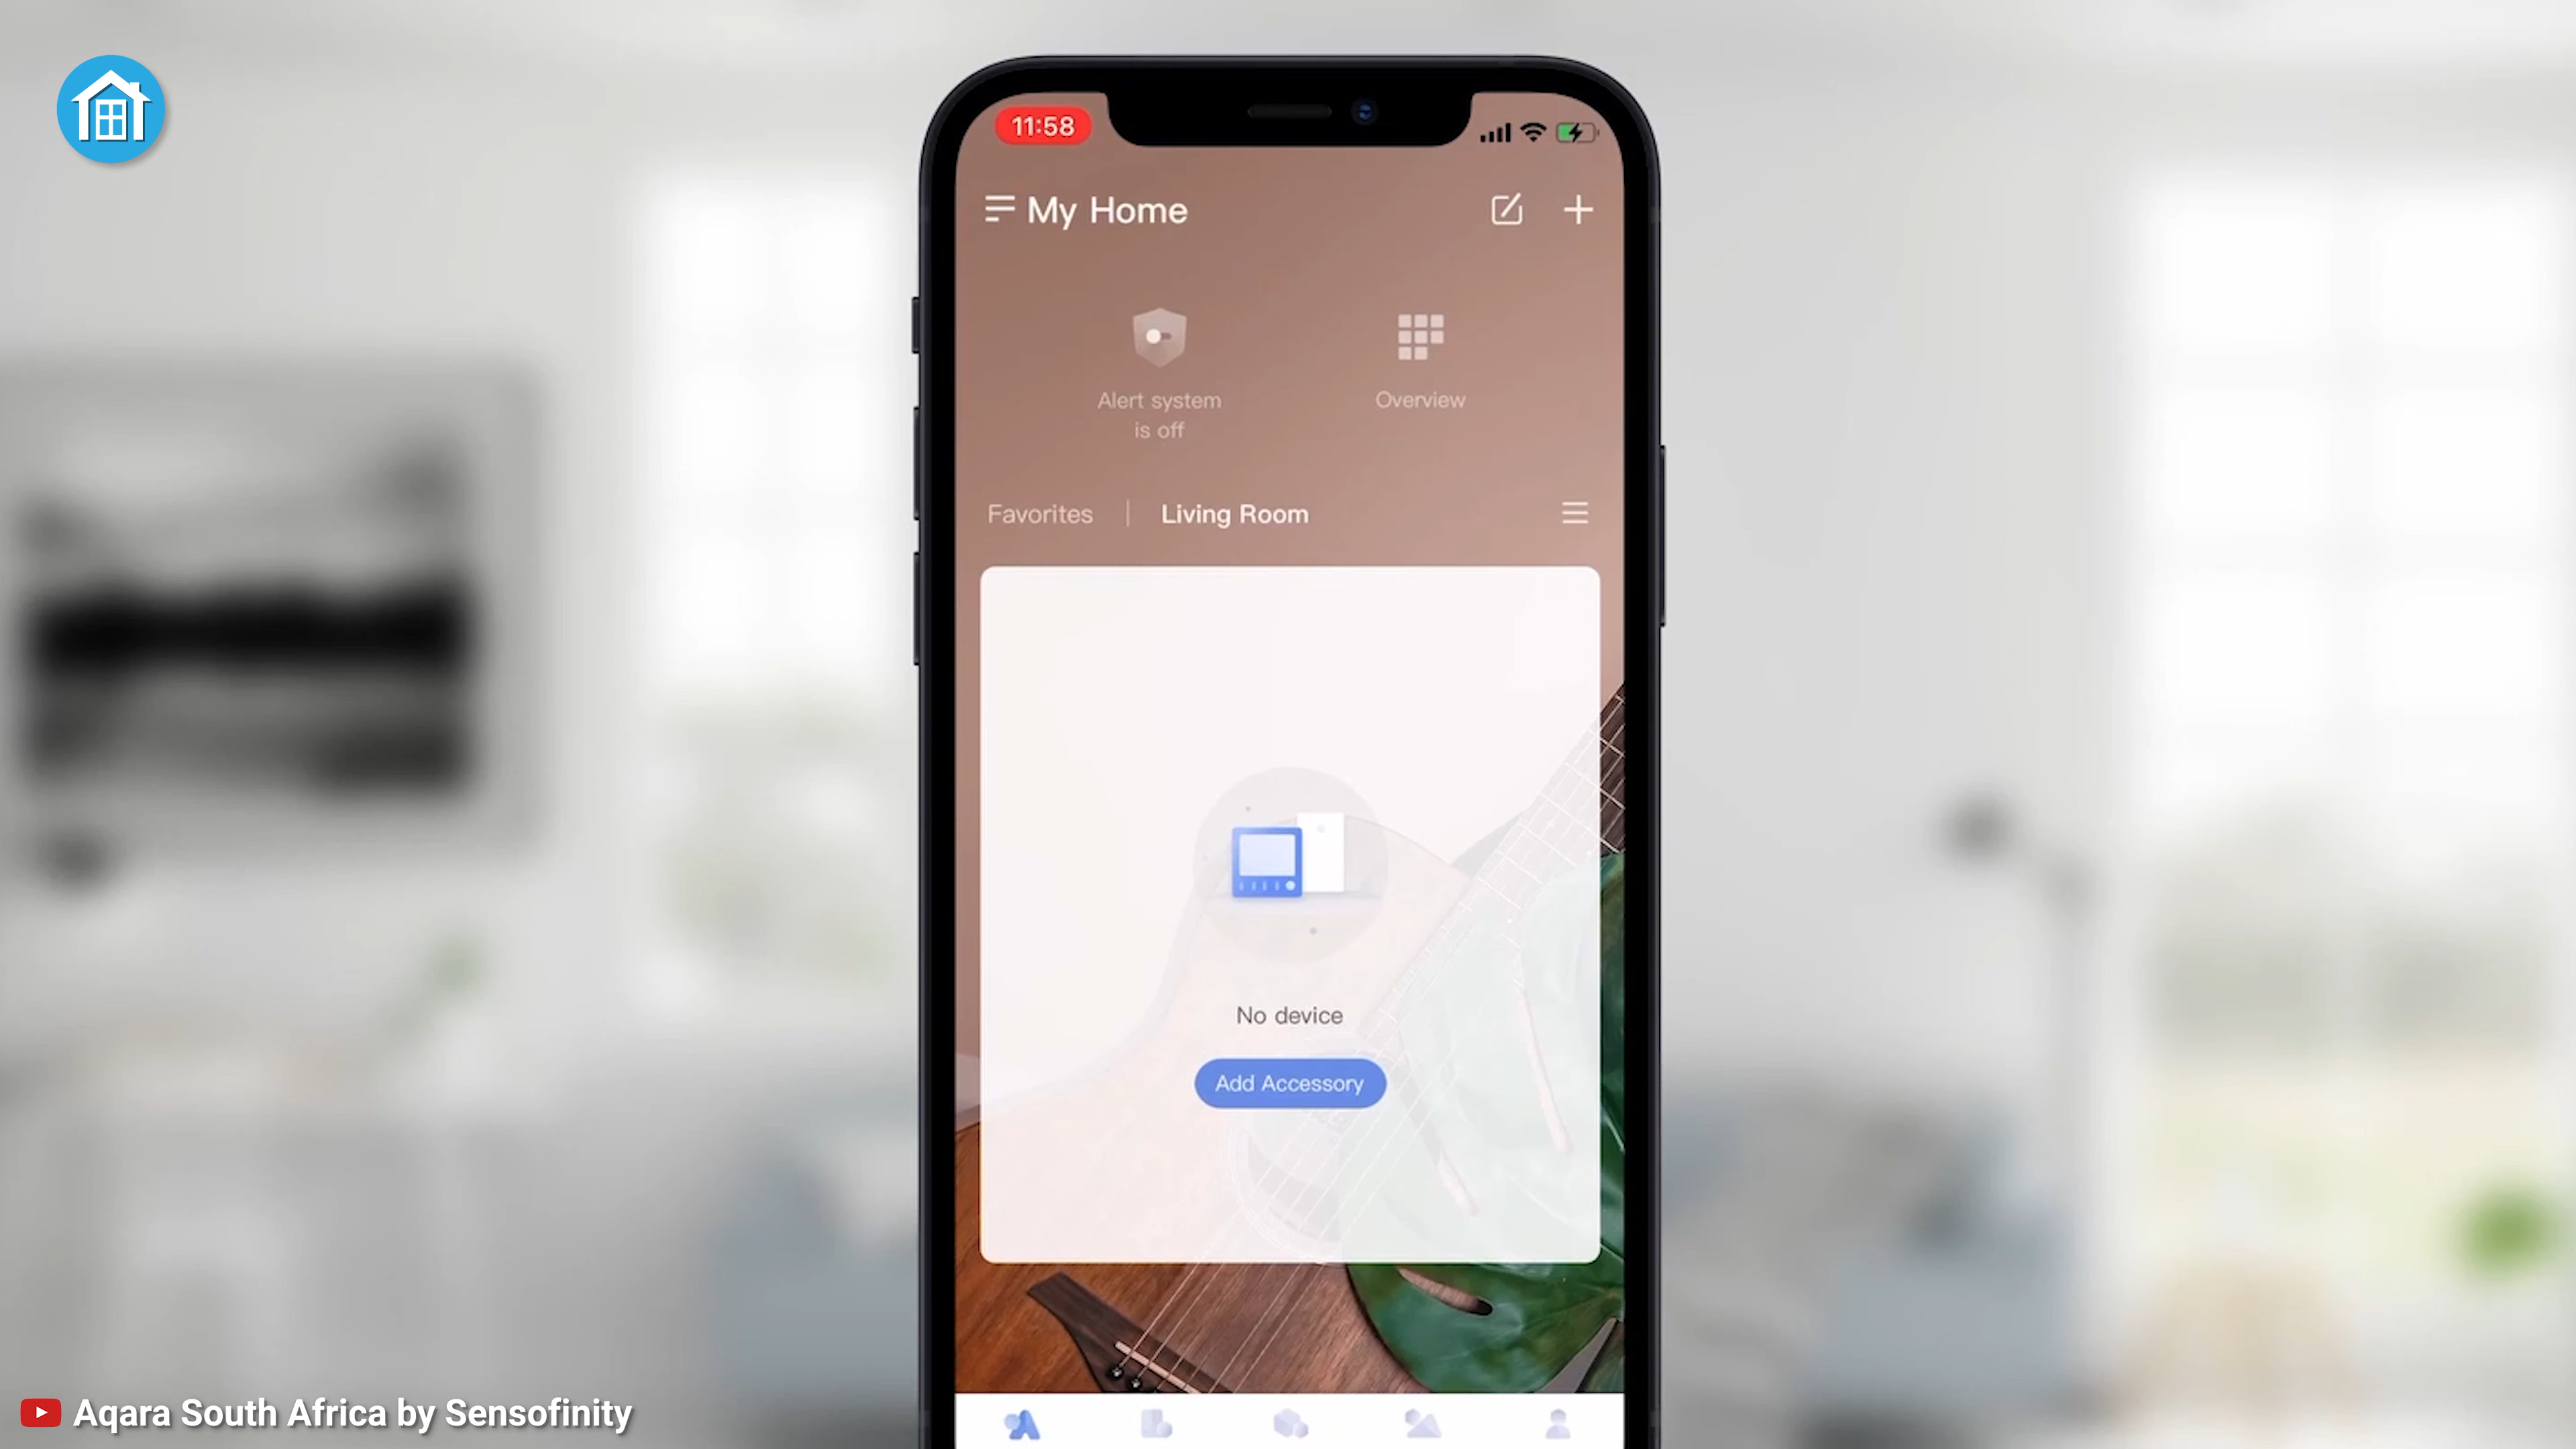 11:58
My Home
Alert system
is off
Overview
Favorites
Living Room
No device
Add Accessory
Aqara South Africa by Sensofinity